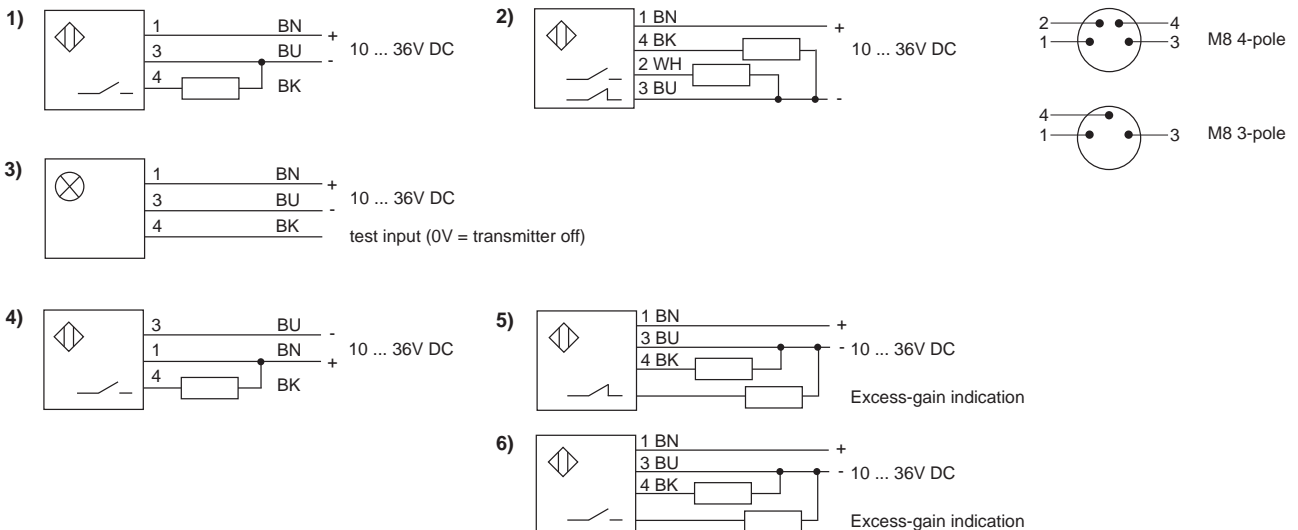 1)
1 BN
+
3 BU
-
10 ... 36V DC
4 BK
2)
1 BN
+
4 BK
10 ... 36V DC
2 WH
3 BU
-
2 4
1 3
M8 4-pole
4
1 3
M8 3-pole
3)
1 BN
+
3 BU
-
10 ... 36V DC
4 BK
test input (0V = transmitter off)
4)
3 BU
-
1 BN
+
10 ... 36V DC
4 BK
5)
1 BN
+
3 BU
- 10 ... 36V DC
4 BK
Excess-gain indication
6)
1 BN
+
3 BU
- 10 ... 36V DC
4 BK
Excess-gain indication